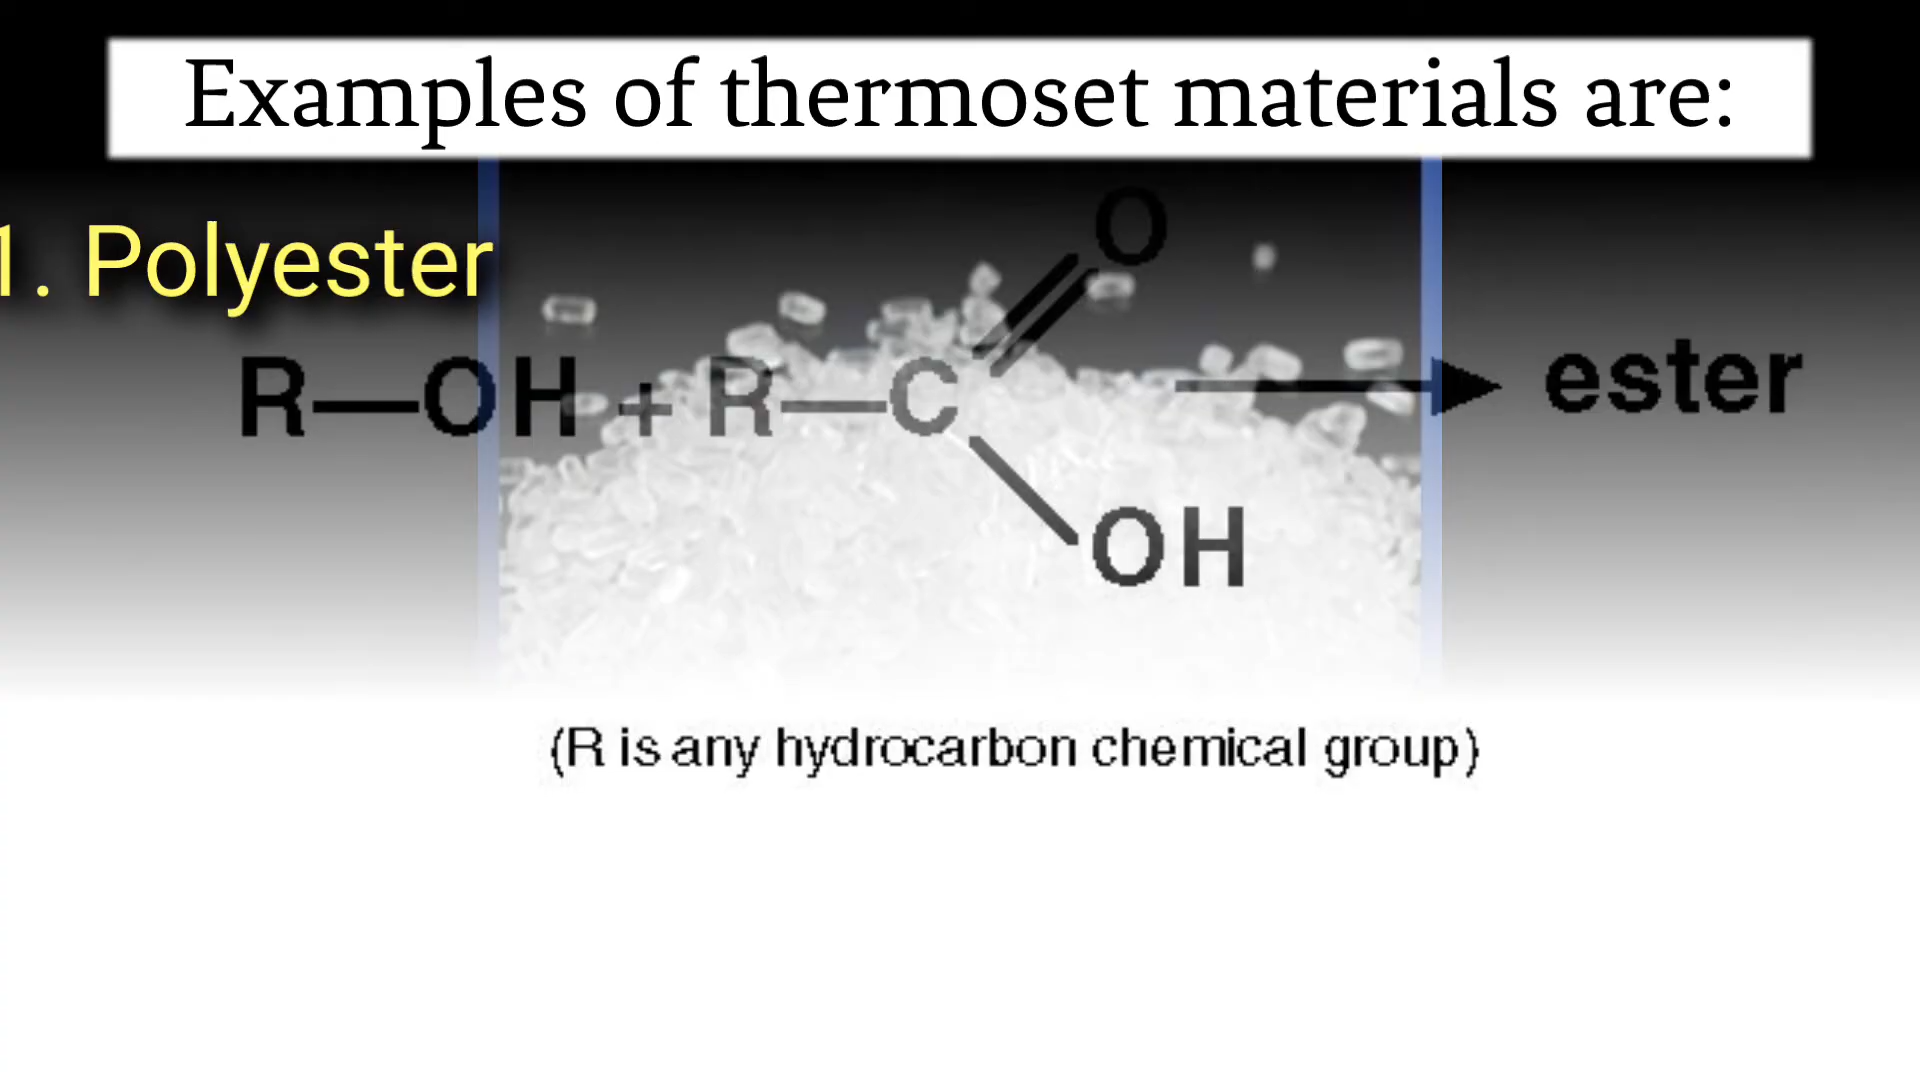 Examples of thermoset materials are:
1. Polyester
O
R—OH + R—C → ester
OH
(R is any hydrocarbon chemical group)